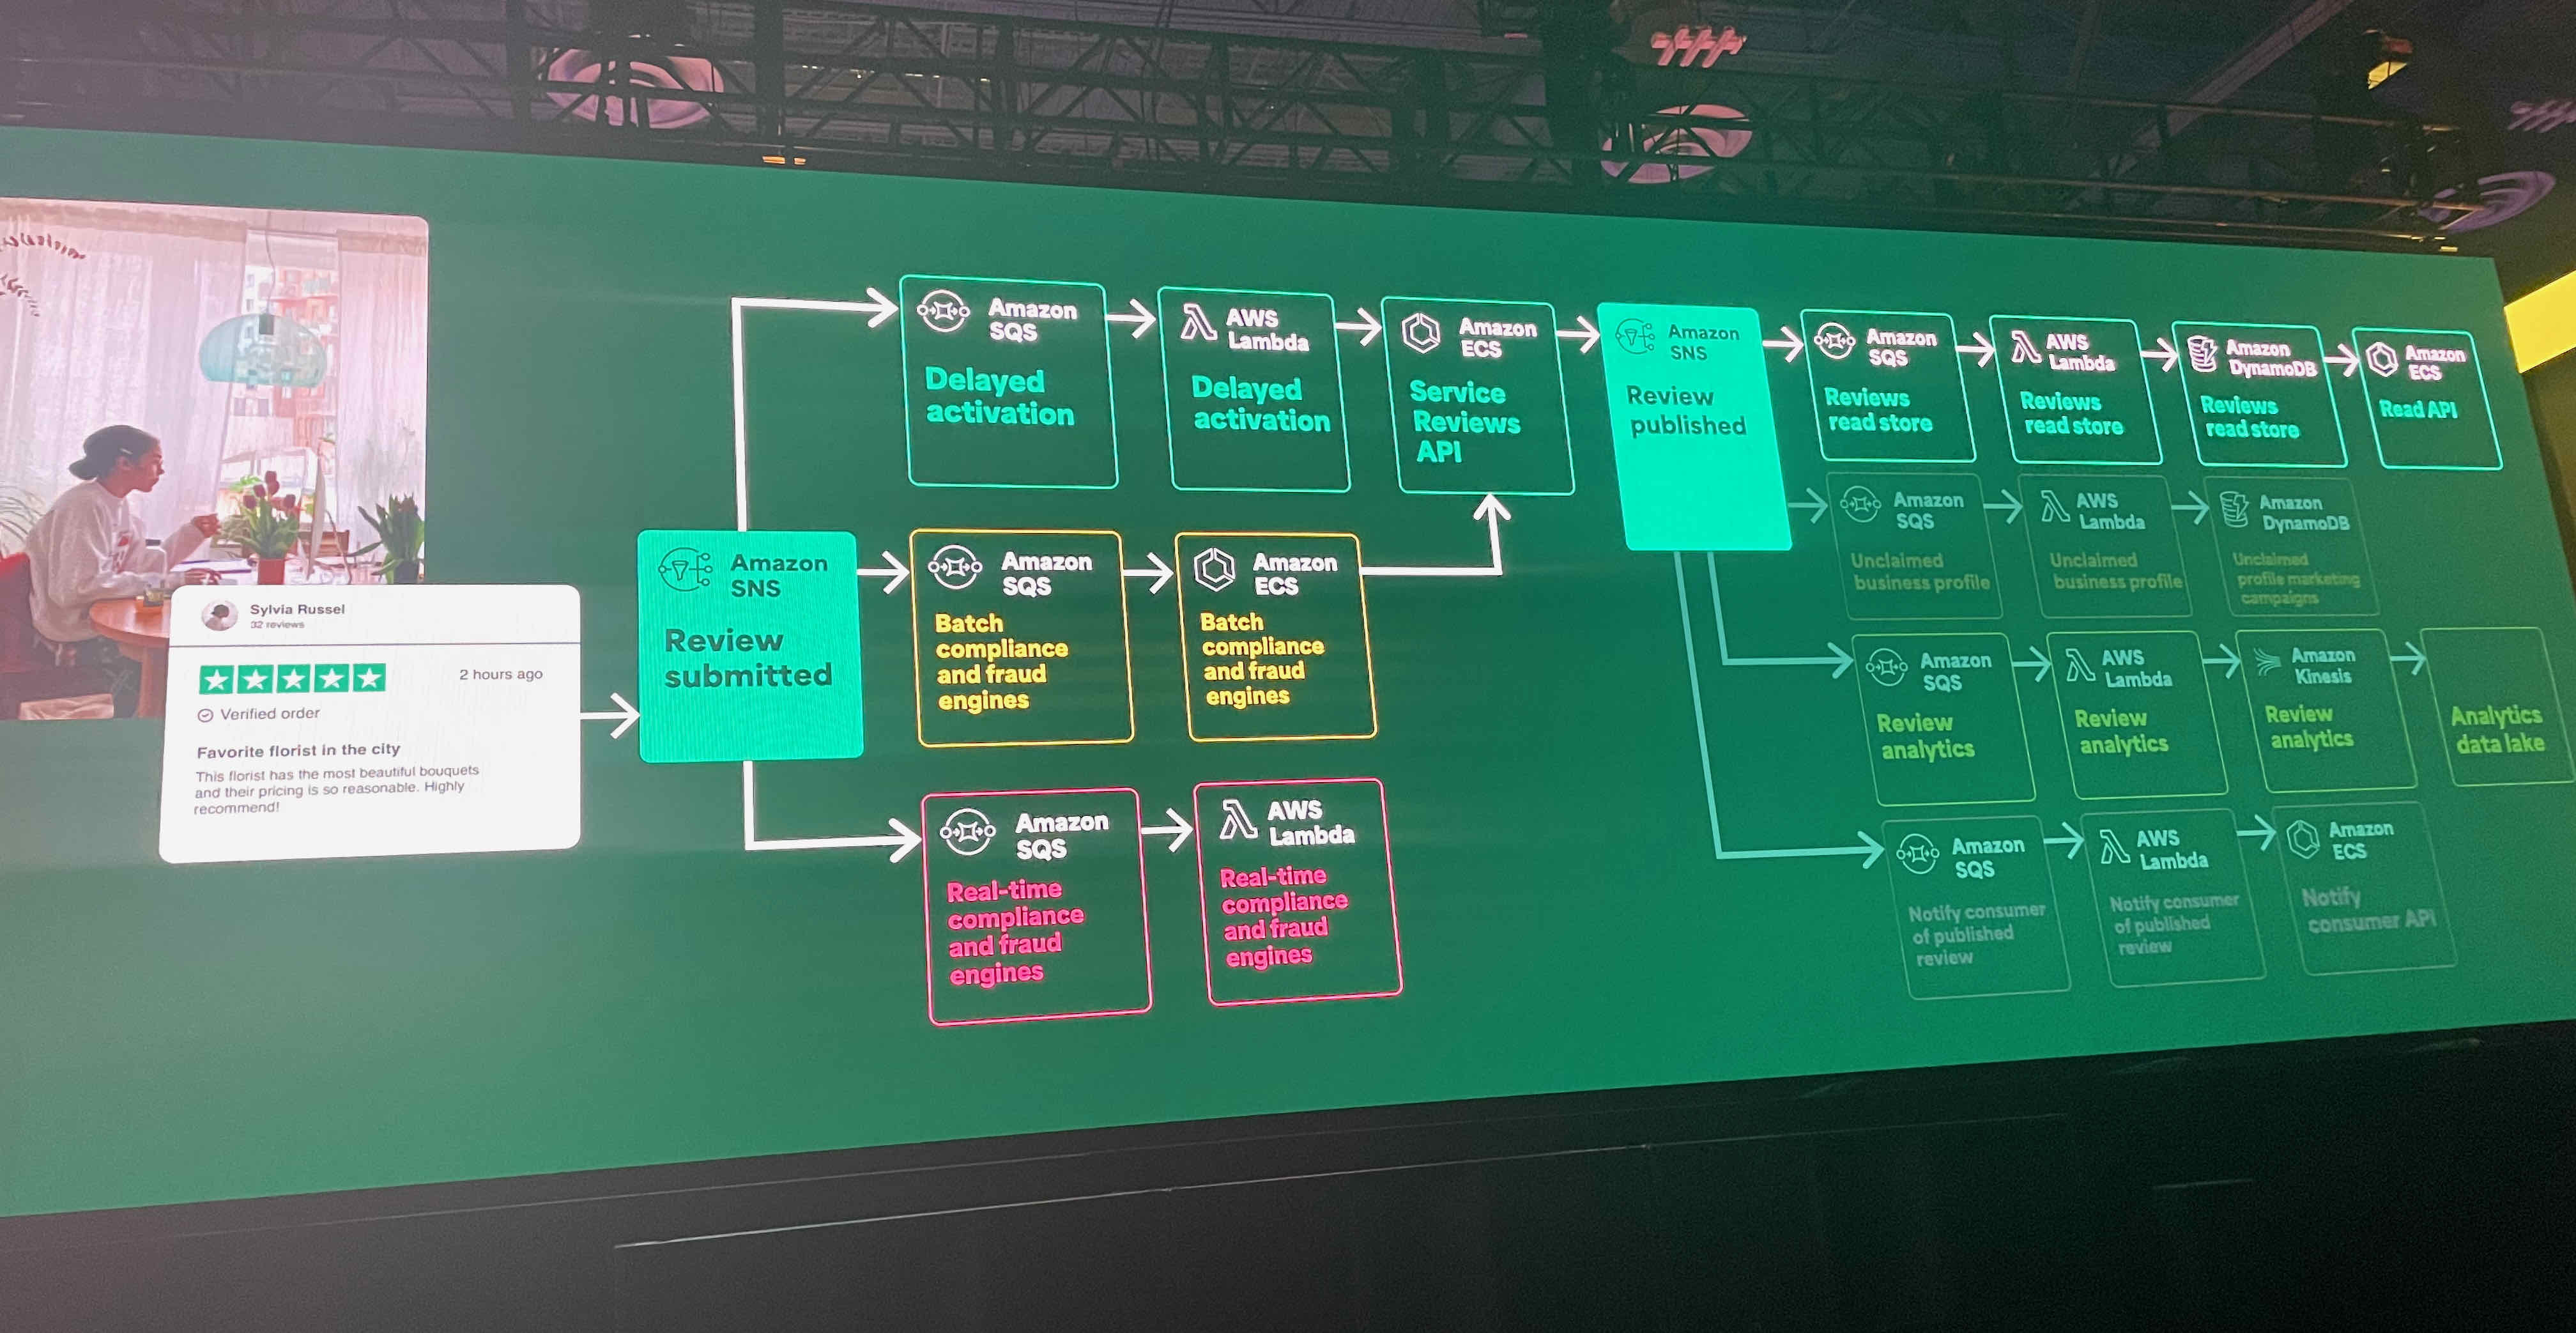 Sylvia Russel
32 reviews
2 hours ago
Verified order
Favorite florist in the city
This florist has the most beautiful bouquets
and their pricing is so reasonable. Highly
recommend!
Amazon
SNS
Review
submitted
Amazon
SQS
Delayed
activation
AWS
Lambda
Delayed
activation
Amazon
ECS
Service
Reviews
API
Amazon
SQS
Batch
compliance
and fraud
engines
Amazon
ECS
Batch
compliance
and fraud
engines
Amazon
SQS
Real-time
compliance
and fraud
engines
AWS
Lambda
Real-time
compliance
and fraud
engines
Amazon
SNS
Review
published
Amazon
SQS
Reviews
read store
AWS
Lambda
Reviews
read store
Amazon
DynamoDB
Reviews
read store
Amazon
ECS
Read API
Amazon
SQS
Unclaimed
business profile
AWS
Lambda
Unclaimed
business profile
Amazon
DynamoDB
Unclaimed
profile marketing
campaigns
Amazon
SQS
Review
analytics
AWS
Lambda
Review
analytics
Amazon
Kinesis
Review
analytics
Analytics
data lake
Amazon
SQS
Notify consumer
of published
review
AWS
Lambda
Notify consumer
of published
review
Amazon
ECS
Notify
consumer API